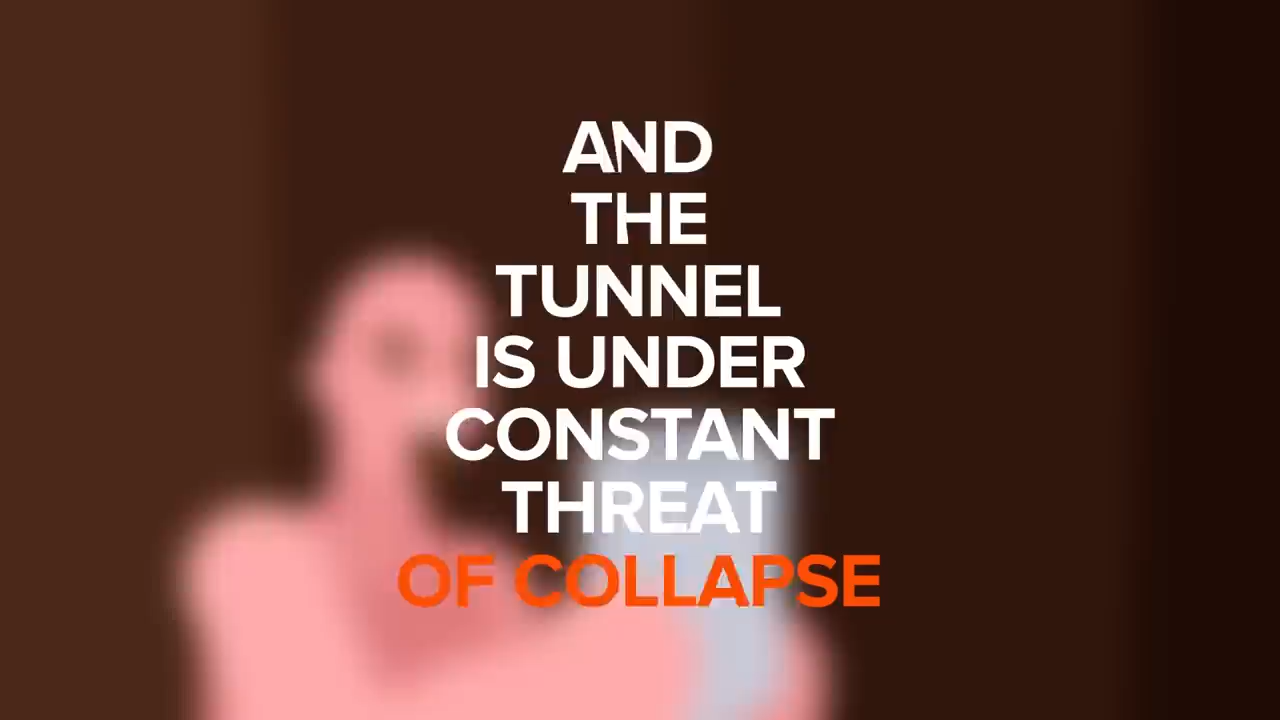 AND
THE
TUNNEL
IS UNDER
CONSTANT
THREAT
OF COLLAPSE